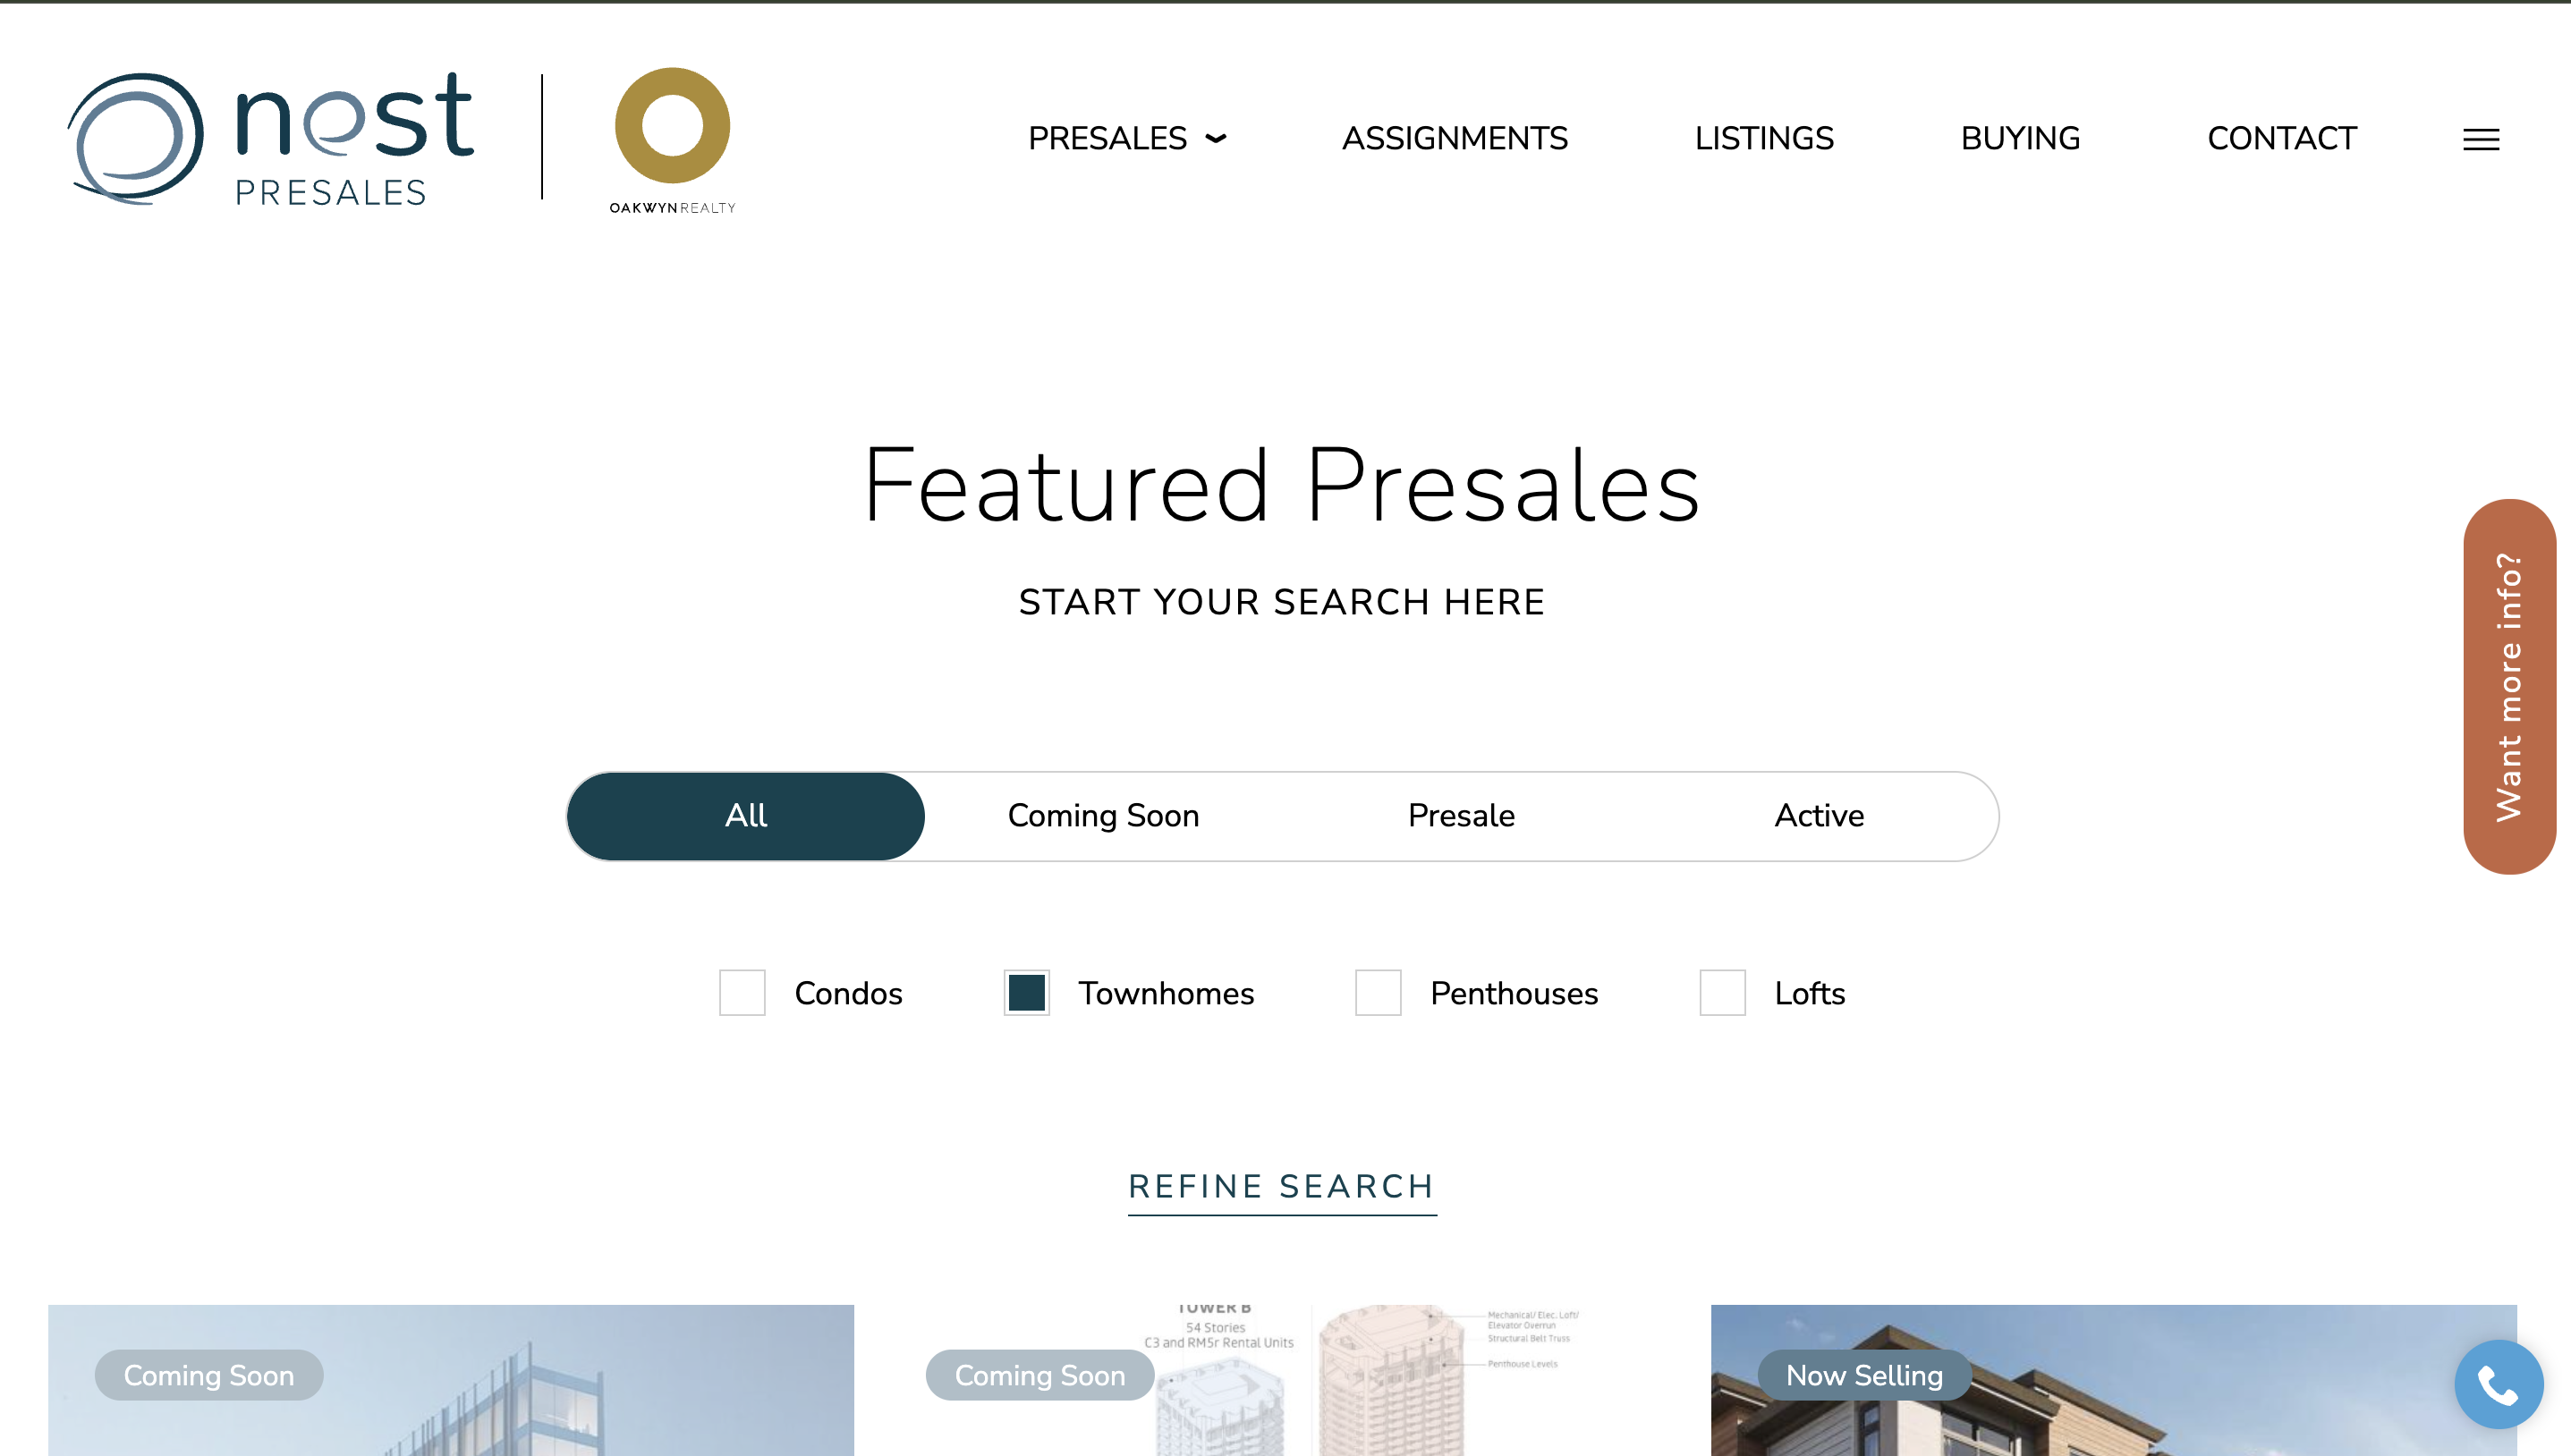 nest
PRESALES
OAKWYN REALTY
PRESALES
ASSIGNMENTS
LISTINGS
BUYING
CONTACT
Featured Presales
START YOUR SEARCH HERE
Want more info?
All
Coming Soon
Presale
Active
Condos
Townhomes
Penthouses
Lofts
REFINE SEARCH
Coming Soon
Coming Soon
TOWER B
54 Stories
C3 and RM5r Rental Units
Mechanical/ Elec. Loft/
Elevator Overrun
Structural Belt Truss
Penthouse Levels
Now Selling